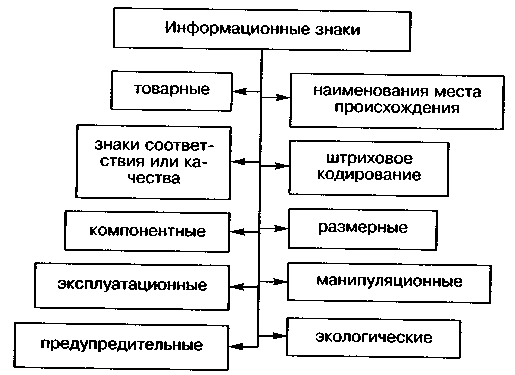 Информационные знаки
товарные
наименования места
происхождения
знаки соответ-
ствия или ка-
чества
штриховое
кодирование
компонентные
размерные
эксплуатационные
манипуляционные
предупредительные
экологические